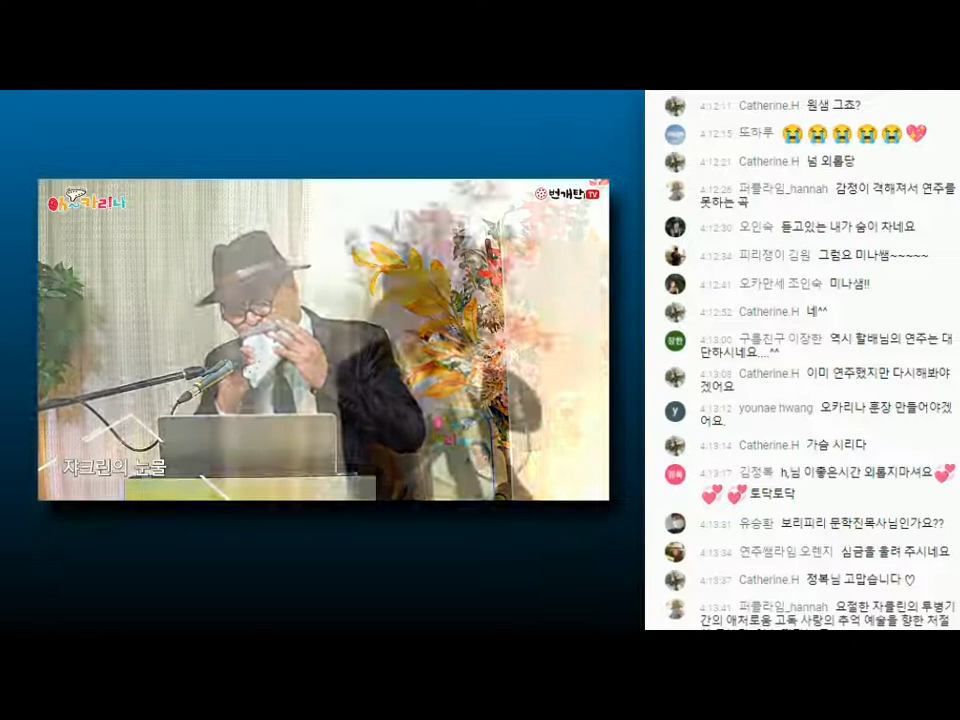 아~카리나
번개탄 TV
쟈크린의 눈물
4:12:11 Catherine.H 원샘 그쵸?
4:12:15 또하루 😭😭😭😭😭💖
4:12:21 Catherine.H 넘 외롭당
4:12:26 퍼플라임_hannah 감정이 격해져서 연주를
못하는 곡
4:12:30 오인숙 듣고있는 내가 숨이 차네요
4:12:34 피리쟁이 김원 그럼요 미나쌤~~~~~
4:12:41 오카만세 조인숙 미나샘!!
4:12:52 Catherine.H 네^^
4:13:00 구름친구 이장한 역시 할배님의 연주는 대
단하시네요....^^
4:13:08 Catherine.H 이미 연주했지만 다시해봐야
겠어요
y 4:13:12 younae hwang 오카리나 훈장 만들어야겠
어요.
4:13:14 Catherine.H 가슴 시리다
4:13:17 김정복 h,님 이좋은시간 외롭지마셔요💞
💞💞토닥토닥
4:13:31 유승환 보리피리 문학진목사님인가요??
4:13:34 연주쌤라임 오렌지 심금을 울려 주시네요
4:13:37 Catherine.H 정복님 고맙습니다 ♡
4:13:41 퍼플라임_hannah 요절한 자클린의 투병기
간의 애처로움 고독 사랑의 추억 예술을 향한 처절